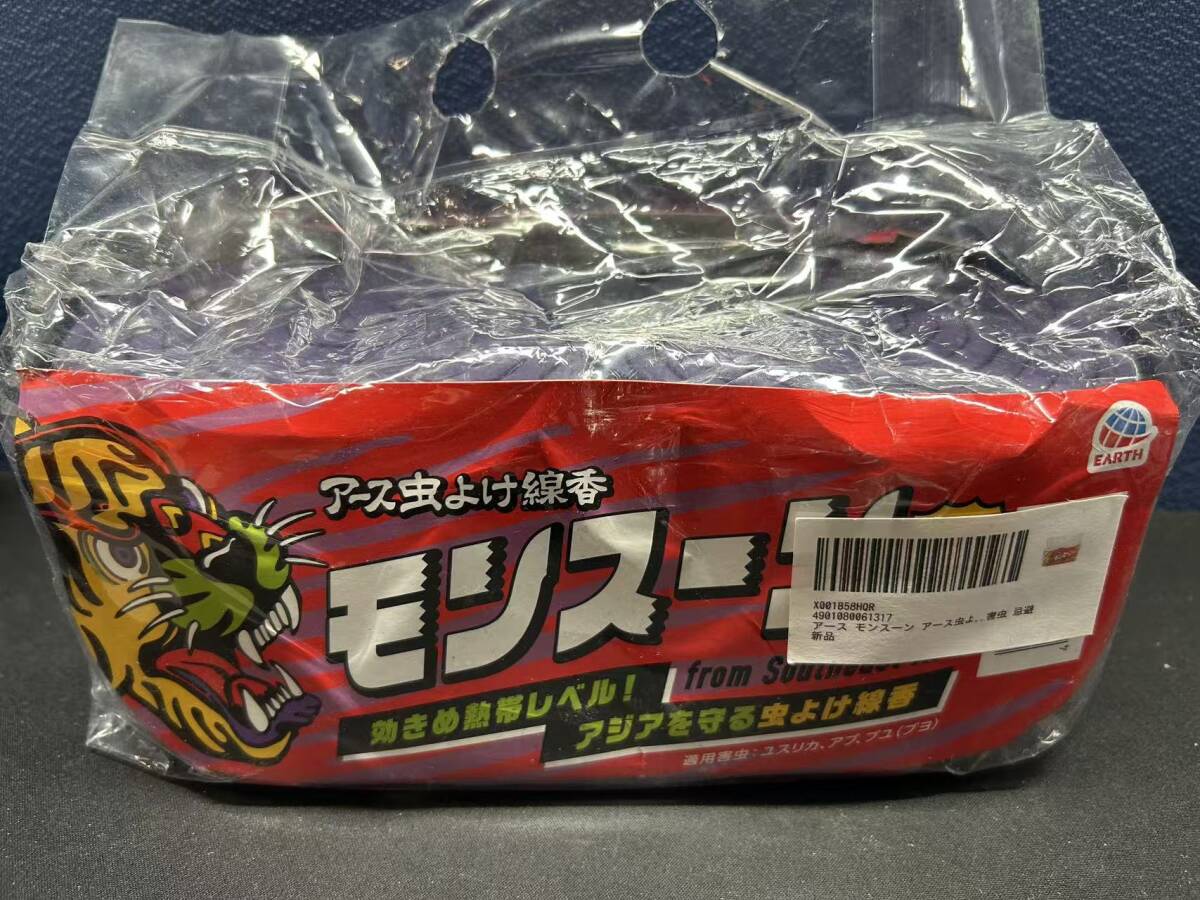 アース虫よけ線香
モンスーン
EARTH
X001B58HQR
4901080061317
アース モンスーン アース虫よ...害虫 忌避
新品
from Southeast
効きめ熱帯レベル!
アジアを守る虫よけ線香
適用害虫:ユスリカ、アブ、ブユ(ブヨ)